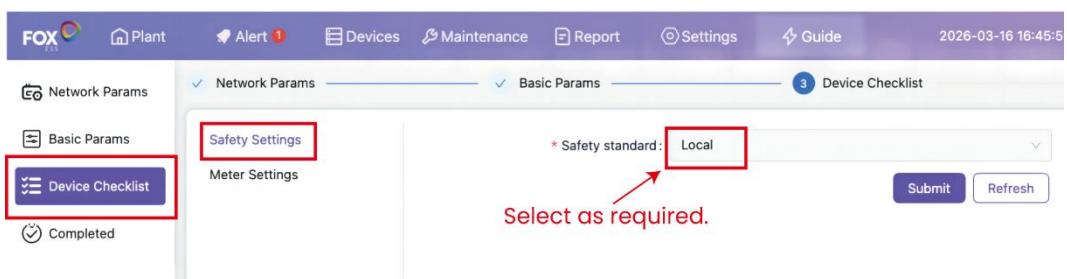 FOX ESS Plant Alert 1 Devices Maintenance Report Settings Guide 2026-03-16 16:45:5
Network Params Network Params Basic Params 3 Device Checklist
Basic Params Safety Settings * Safety standard: Local
Device Checklist Meter Settings
Submit Refresh
Select as required.
Completed